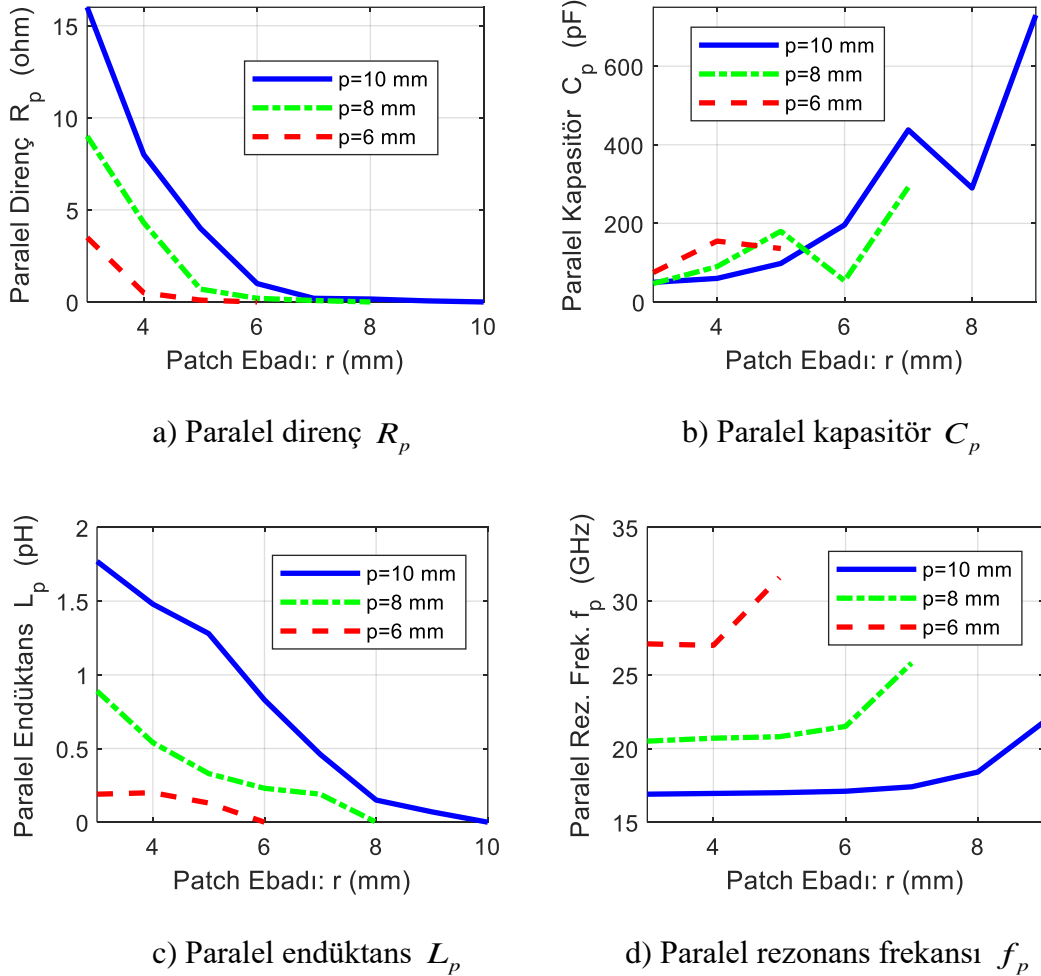 Paralel Direnç R_p (ohm)
15
10
5
0
4
6
8
10
Patch Ebadı: r (mm)
p=10 mm
p=8 mm
p=6 mm
a) Paralel direnç R_p
Paralel Kapasitör C_p (pF)
600
400
200
0
4
6
8
Patch Ebadı: r (mm)
p=10 mm
p=8 mm
p=6 mm
b) Paralel kapasitör C_p
Paralel Endüktans L_p (pH)
2
1.5
1
0.5
0
4
6
8
10
Patch Ebadı: r (mm)
p=10 mm
p=8 mm
p=6 mm
c) Paralel endüktans L_p
Paralel Rez. Frek. f_p (GHz)
35
30
25
20
15
4
6
8
Patch Ebadı: r (mm)
p=10 mm
p=8 mm
p=6 mm
d) Paralel rezonans frekansı f_p